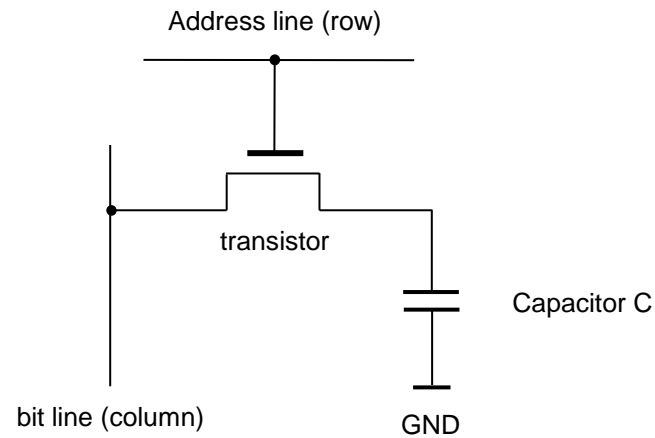 Address line (row)
transistor
Capacitor C
bit line (column)
GND